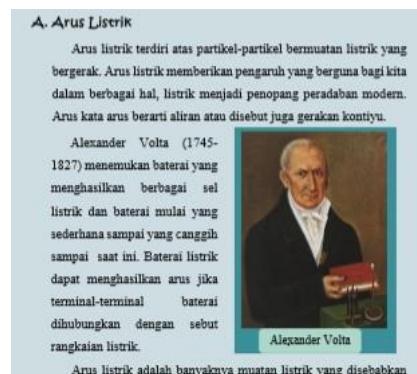 A. Arus Listrik
Arus listrik terdiri atas partikel-partikel bermuatan listrik yang
bergerak. Arus listrik memberikan pengaruh yang berguna bagi kita
dalam berbagai hal, listrik menjadi penopang peradaban modern.
Arus kata arus berarti aliran atau disebut juga gerakan kontiyu.
Alexander Volta (1745-
1827) menemukan baterai yang
menghasilkan berbagai sel
listrik dan baterai mulai yang
sederhana sampai yang canggih
sampai saat ini. Baterai listrik
dapat menghasilkan arus jika
terminal-terminal baterai
dihubungkan dengan sebut
rangkaian listrik.
Alexander Volta
Arus listrik adalah banyaknya muatan listrik yang disebabkan